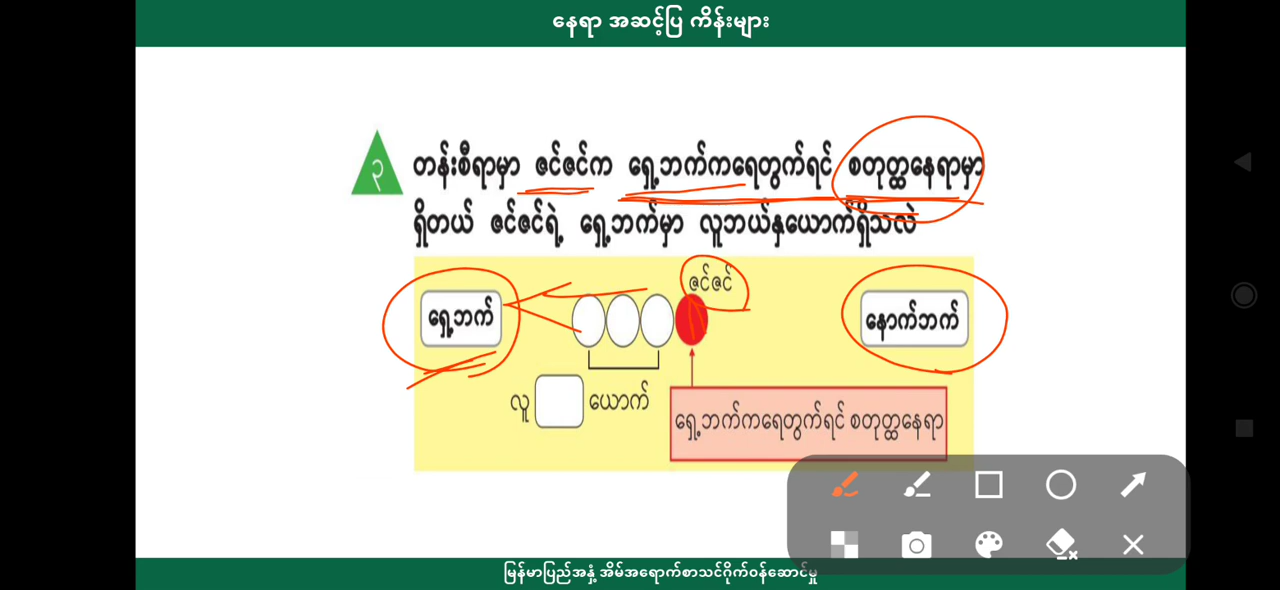 နေရာ အဆင့်ပြ ကိန်းများ
၃
တန်းစီရာမှာ ဇင်ဇင်က ရှေ့ဘက်ကရေတွက်ရင် စတုတ္ထနေရာမှာ
ရှိတယ် ဇင်ဇင်ရဲ့ ရှေ့ဘက်မှာ လူဘယ်နှယောက်ရှိသလဲ
ဇင်ဇင်
ရှေ့ဘက်
နောက်ဘက်
လူ ယောက်
ရှေ့ဘက်ကရေတွက်ရင် စတုတ္ထနေရာ
မြန်မာပြည်အနှံ့ အိမ်အရောက်စာသင်ဂိုက်ဝန်ဆောင်မှု